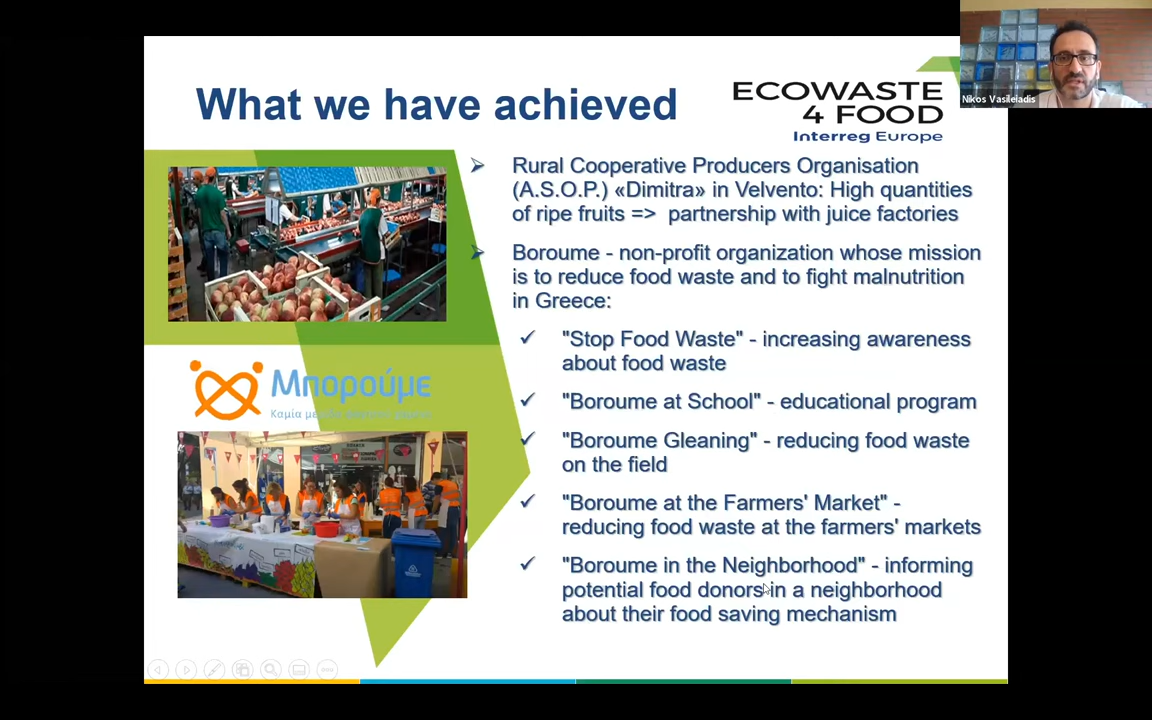 What we have achieved
ECOWASTE
4 FOOD
Interreg Europe
Nikos Vasileiadis
Rural Cooperative Producers Organisation
(A.S.O.P.) «Dimitra» in Velvento: High quantities
of ripe fruits => partnership with juice factories
Boroume - non-profit organization whose mission
is to reduce food waste and to fight malnutrition
in Greece:
"Stop Food Waste" - increasing awareness
about food waste
"Boroume at School" - educational program
"Boroume Gleaning" - reducing food waste
on the field
"Boroume at the Farmers' Market" -
reducing food waste at the farmers' markets
"Boroume in the Neighborhood" - informing
potential food donors in a neighborhood
about their food saving mechanism
Μπορούμε
Καμία